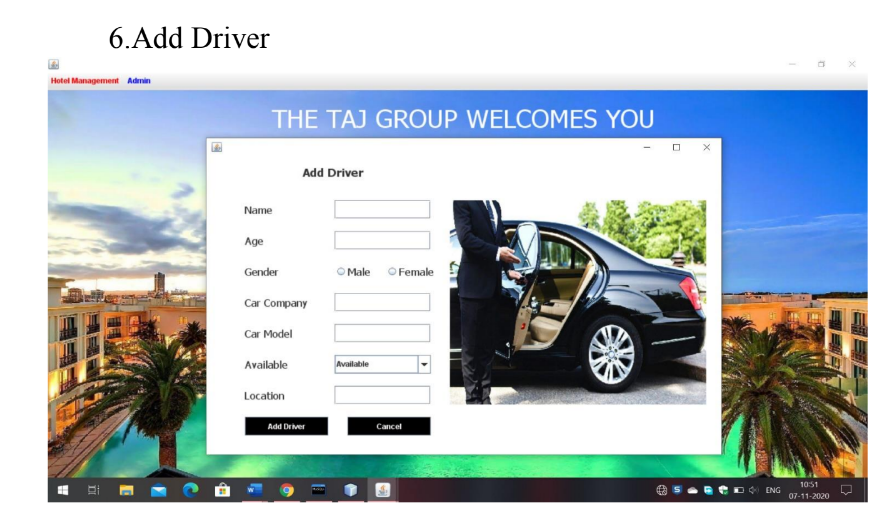 6.Add Driver
Hotel Management Admin
THE TAJ GROUP WELCOMES YOU
Add Driver
Name
Age
Gender Male Female
Car Company
Car Model
Available Available
Location
Add Driver Cancel
ENG 10:51
07-11-2020